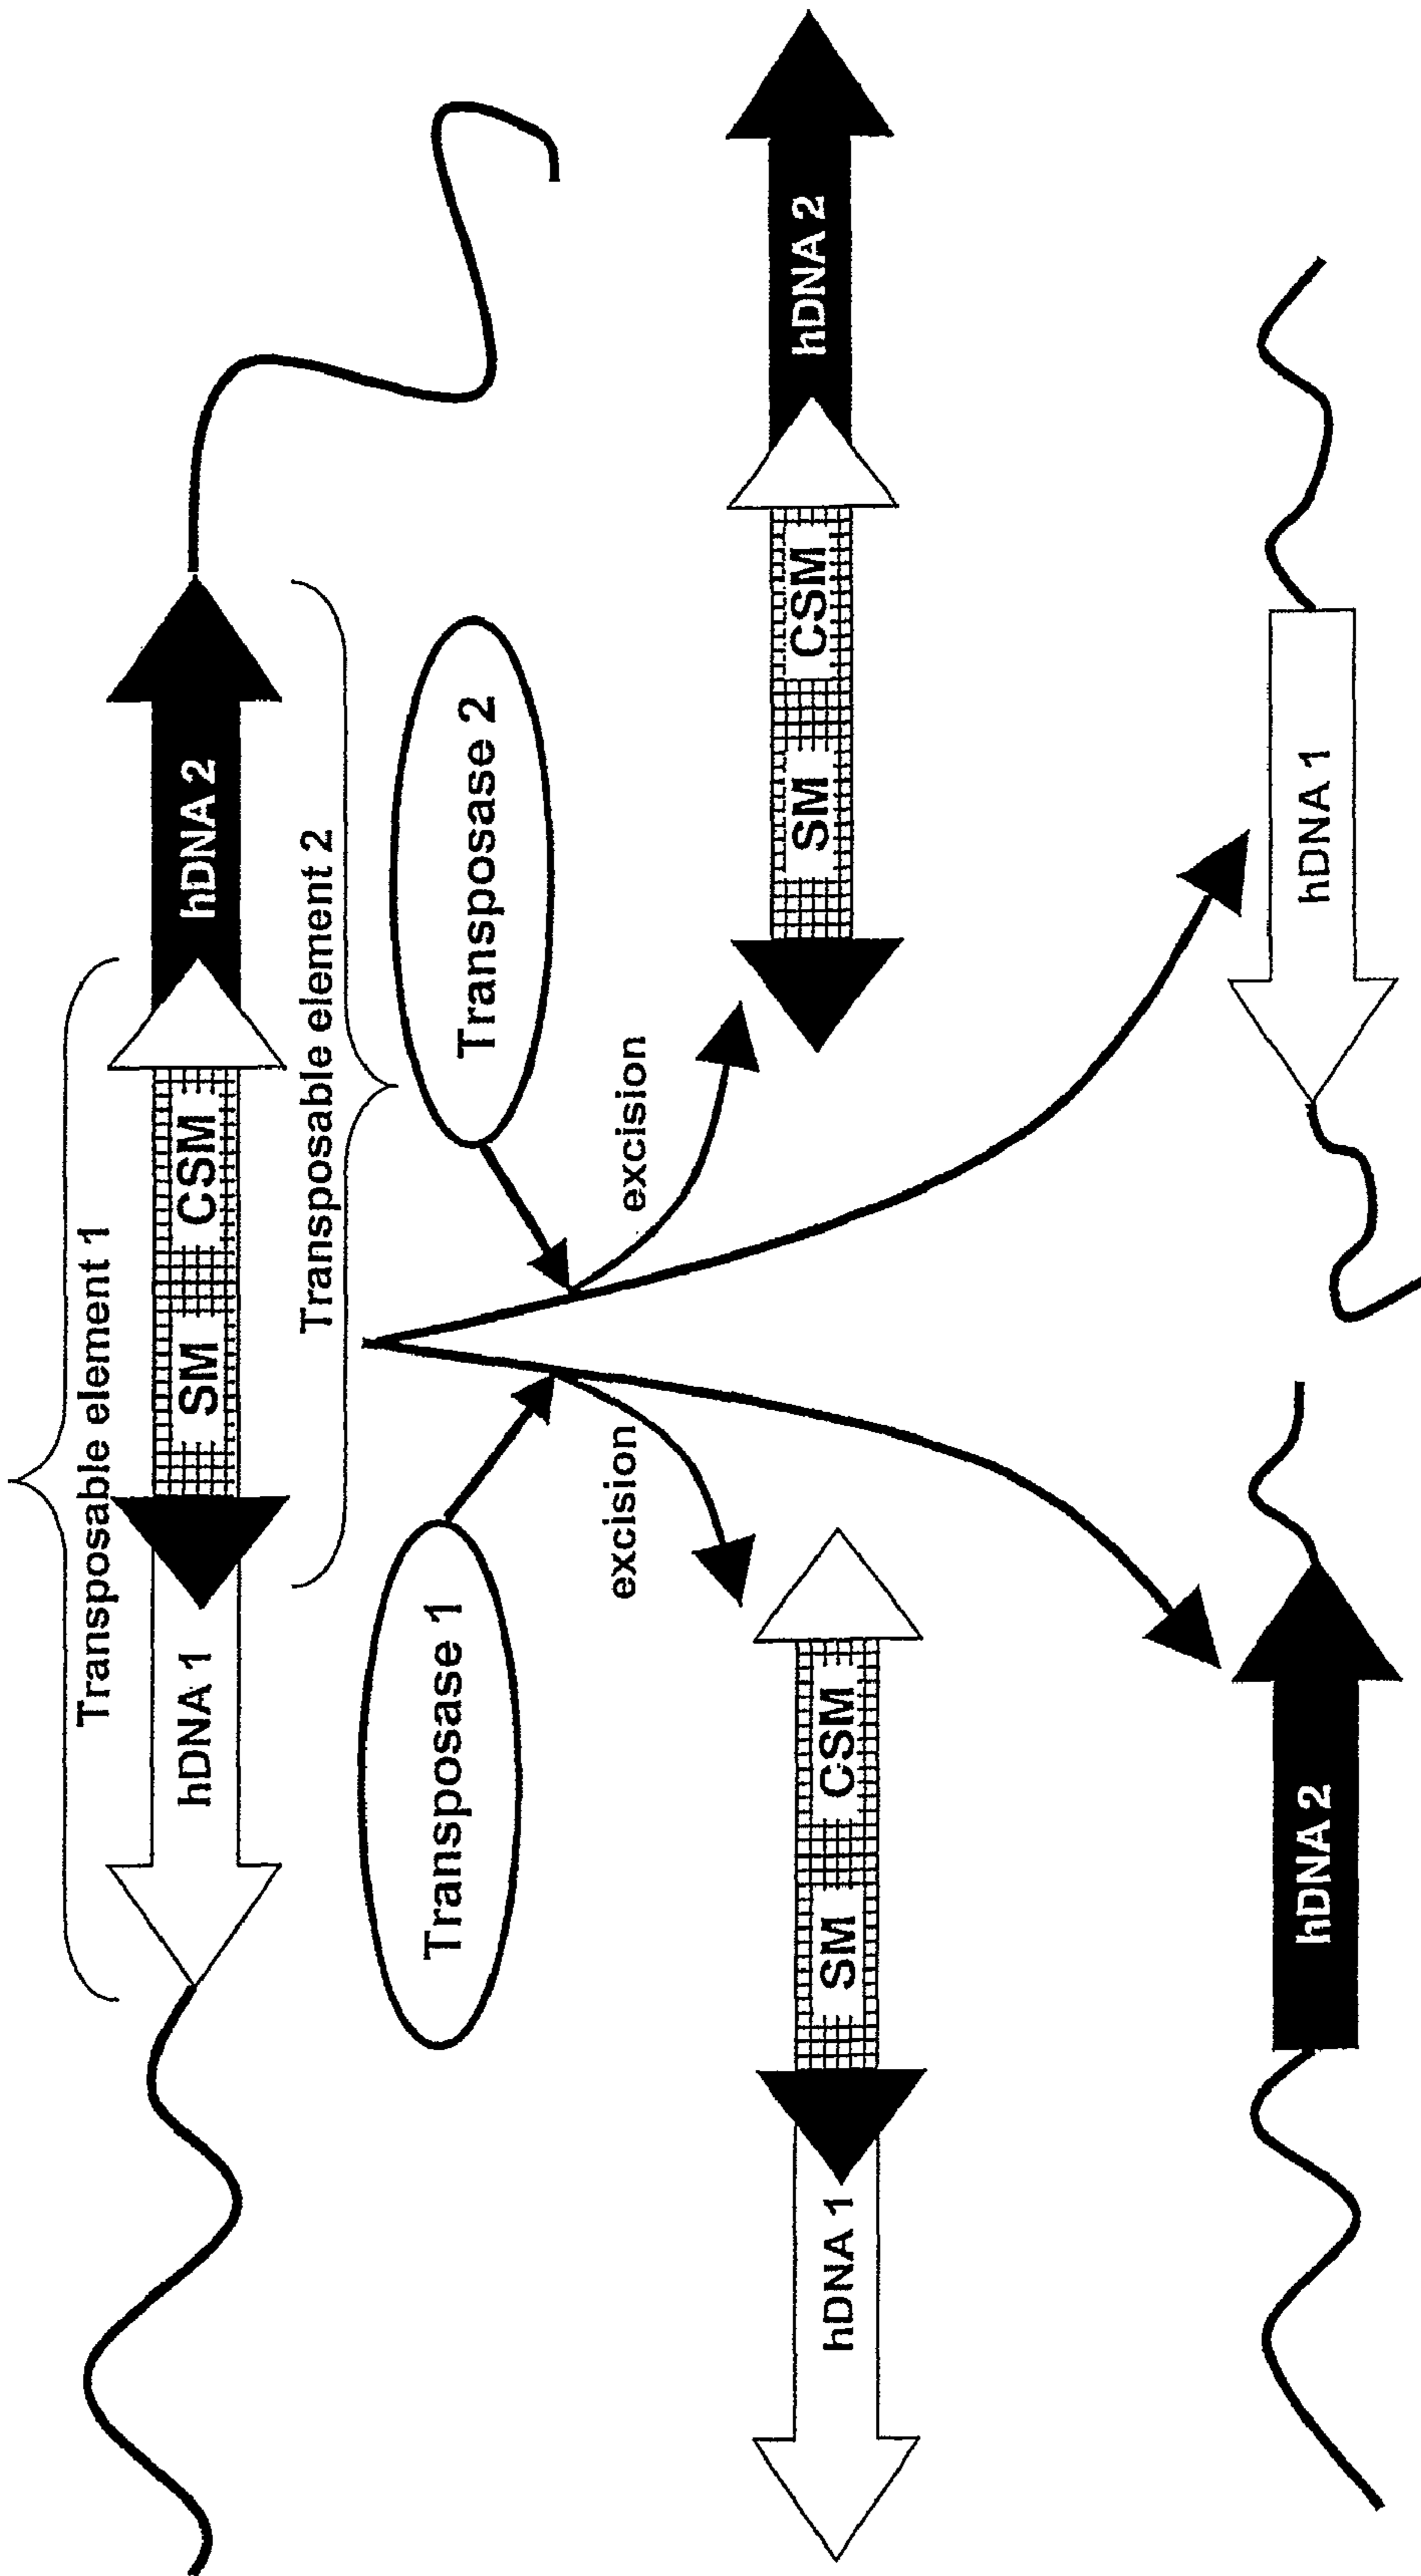 Transposable element 1
hDNA 1
SM
CSM
hDNA 2
Transposable element 2
Transposase 1
Transposase 2
excision
excision
hDNA 1
SM
CSM
SM
CSM
hDNA 2
hDNA 2
hDNA 1